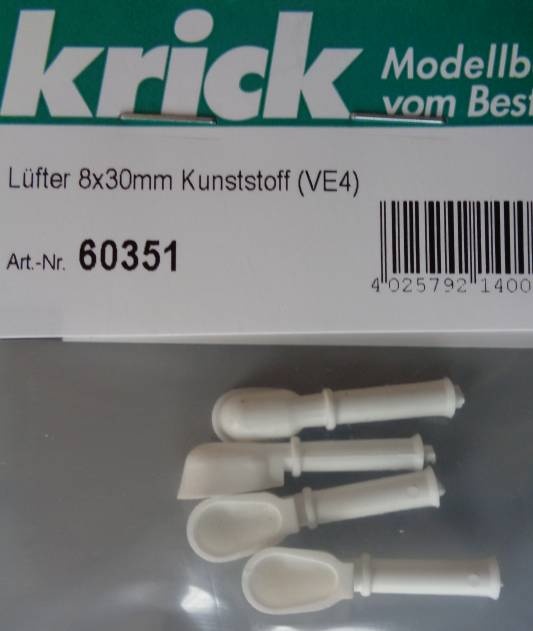 krick
Modellb
vom Best
Lüfter 8x30mm Kunststoff (VE4)
Art.-Nr. 60351
4 025792 1400